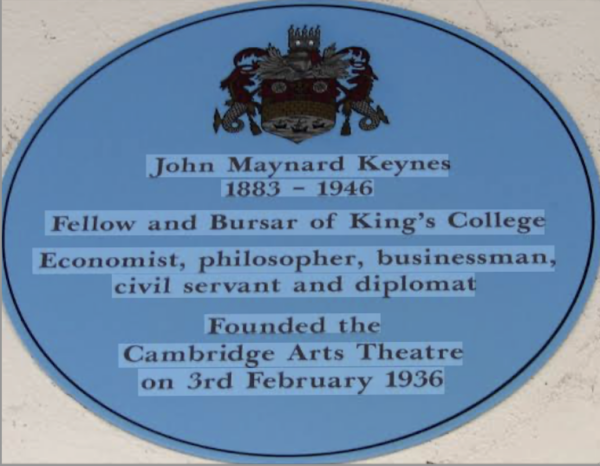 John Maynard Keynes
1883 – 1946
Fellow and Bursar of King's College
Economist, philosopher, businessman,
civil servant and diplomat
Founded the
Cambridge Arts Theatre
on 3rd February 1936